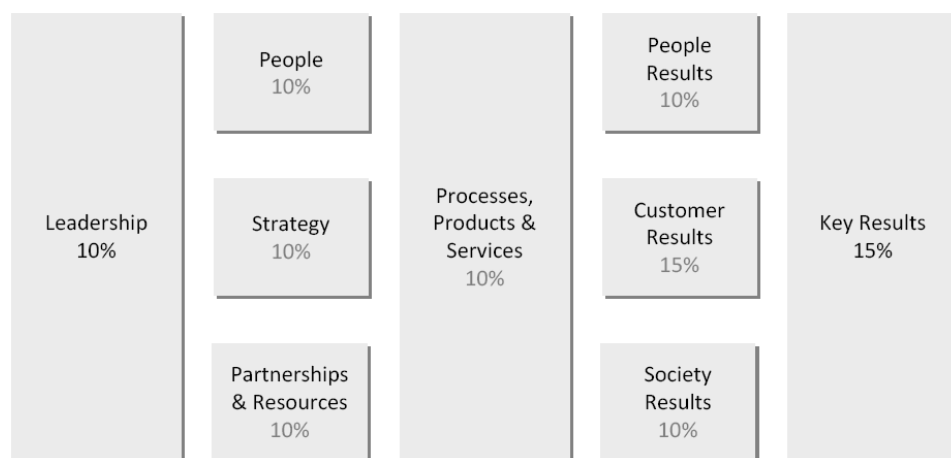 Leadership
10%
People
10%
Strategy
10%
Partnerships
& Resources
10%
Processes,
Products &
Services
10%
People
Results
10%
Customer
Results
15%
Society
Results
10%
Key Results
15%